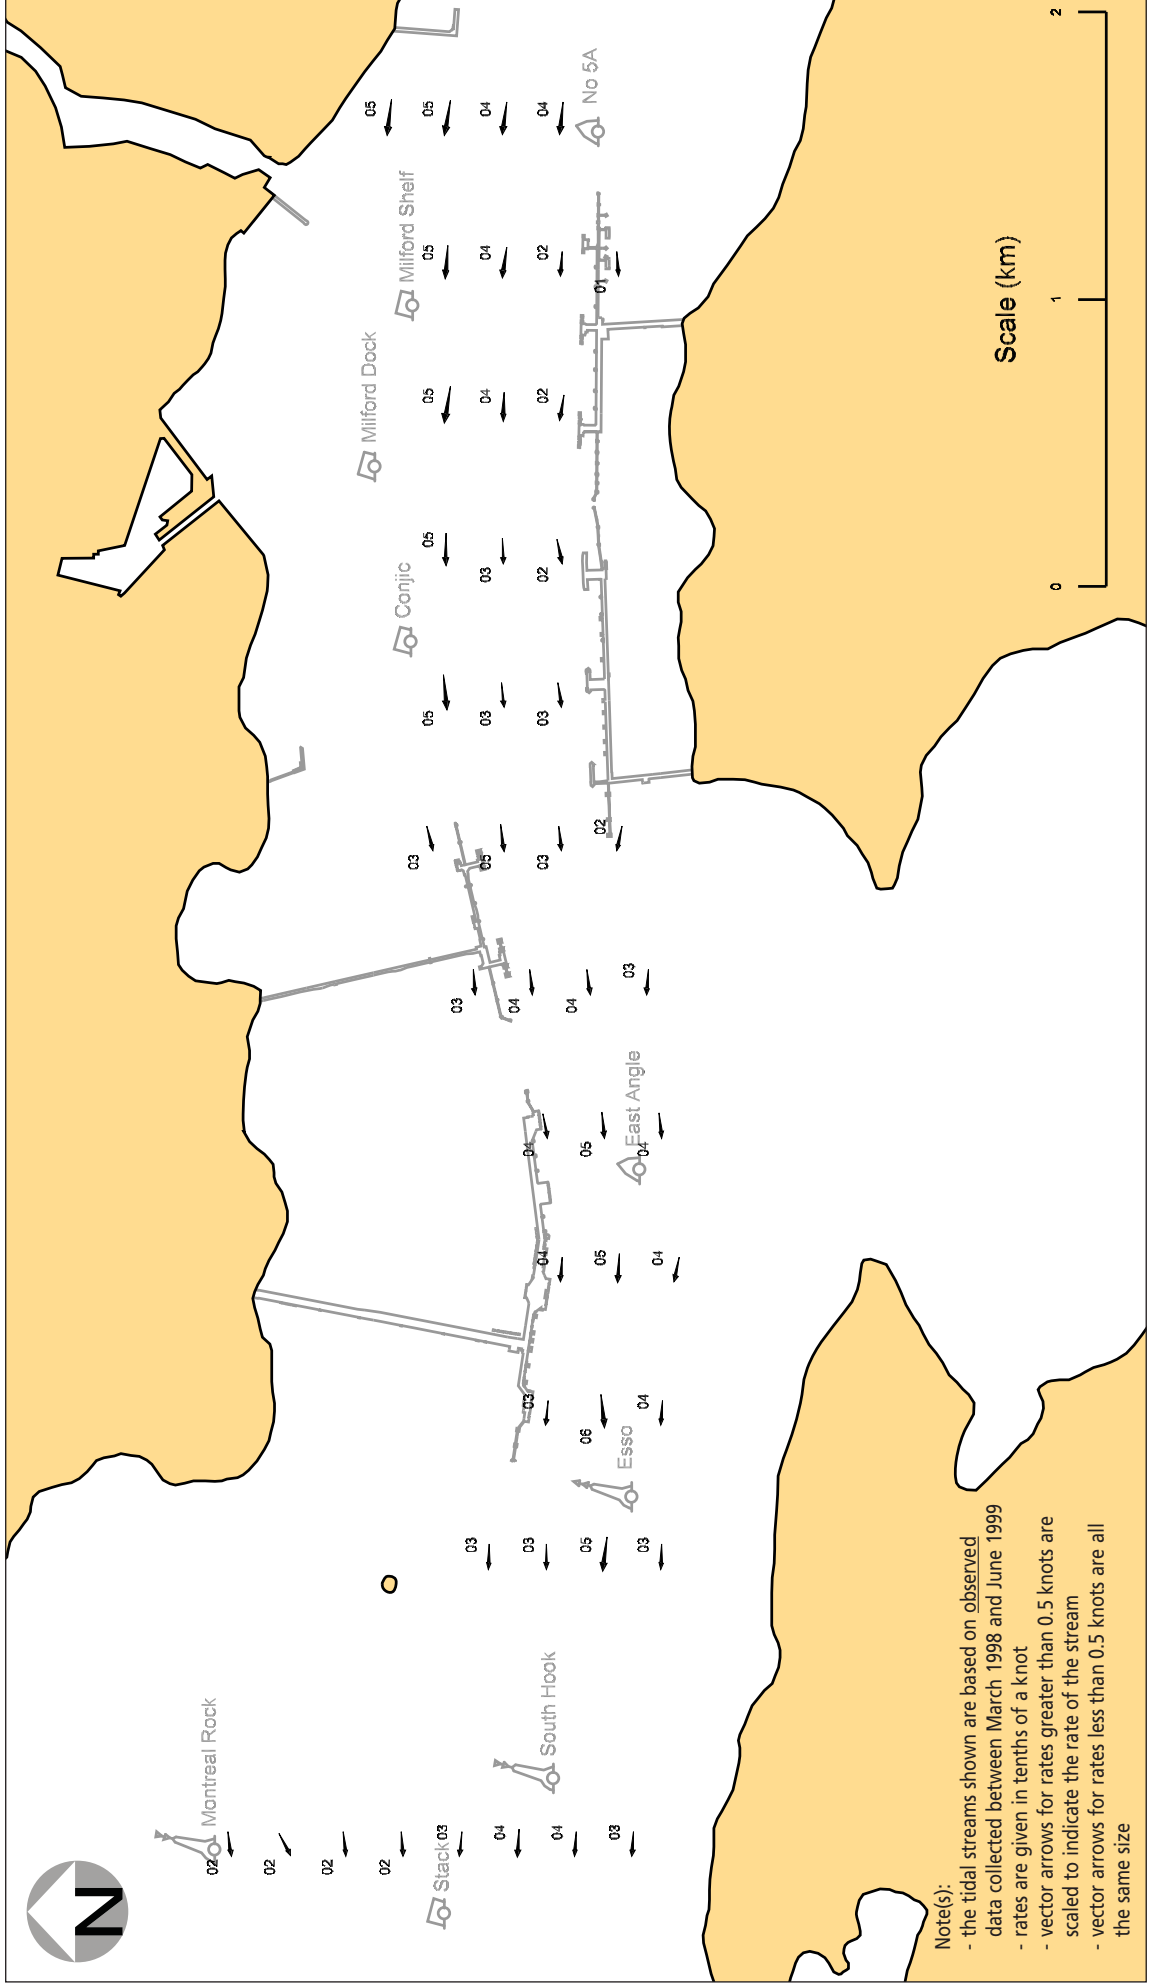 N
Montreal Rock
02
02
02
02
03
Stack
04
04
03
South Hook
03
03
05
03
Esso
03
06
04
04
05
04
04
05
04
East Angle
03
04
04
03
03
05
03
02
05
03
03
Conjic
05
03
02
Milford Dock
05
04
02
Milford Shelf
05
04
02
01
05
05
04
04
No 5A
Note(s):
- the tidal streams shown are based on observed
data collected between March 1998 and June 1999
- rates are given in tenths of a knot
- vector arrows for rates greater than 0.5 knots are
scaled to indicate the rate of the stream
- vector arrows for rates less than 0.5 knots are all
the same size
Scale (km)
0 1 2